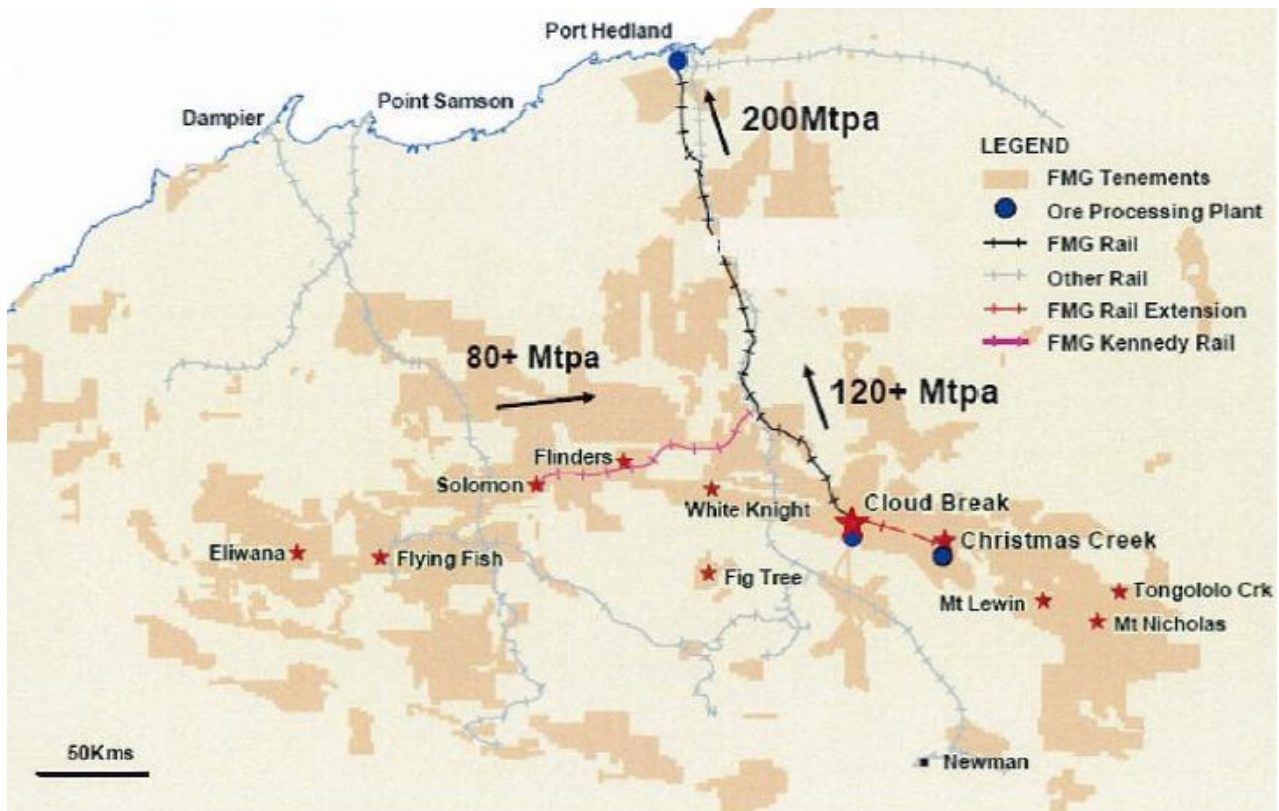 Port Hedland
Point Samson
Dampier
200Mtpa
LEGEND
FMG Tenements
Ore Processing Plant
FMG Rail
Other Rail
FMG Rail Extension
FMG Kennedy Rail
80+ Mtpa
120+ Mtpa
Flinders
Solomon
White Knight
Cloud Break
Christmas Creek
Eliwana
Flying Fish
Fig Tree
Mt Lewin
Tongololo Crk
Mt Nicholas
50Kms
Newman